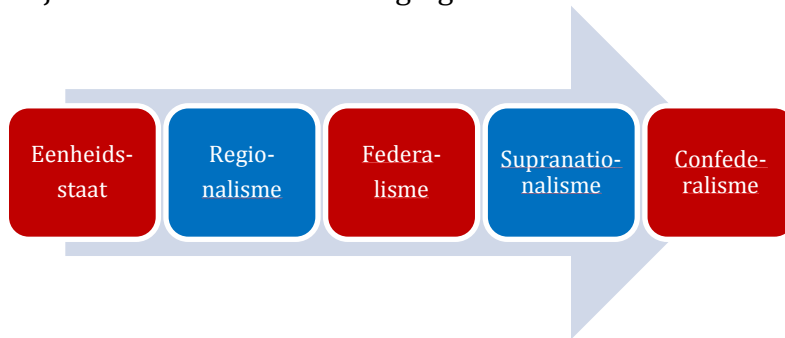 Eenheids-
staat
Regio-
nalisme
Federa-
lisme
Supranatio-
nalisme
Confede-
ralisme